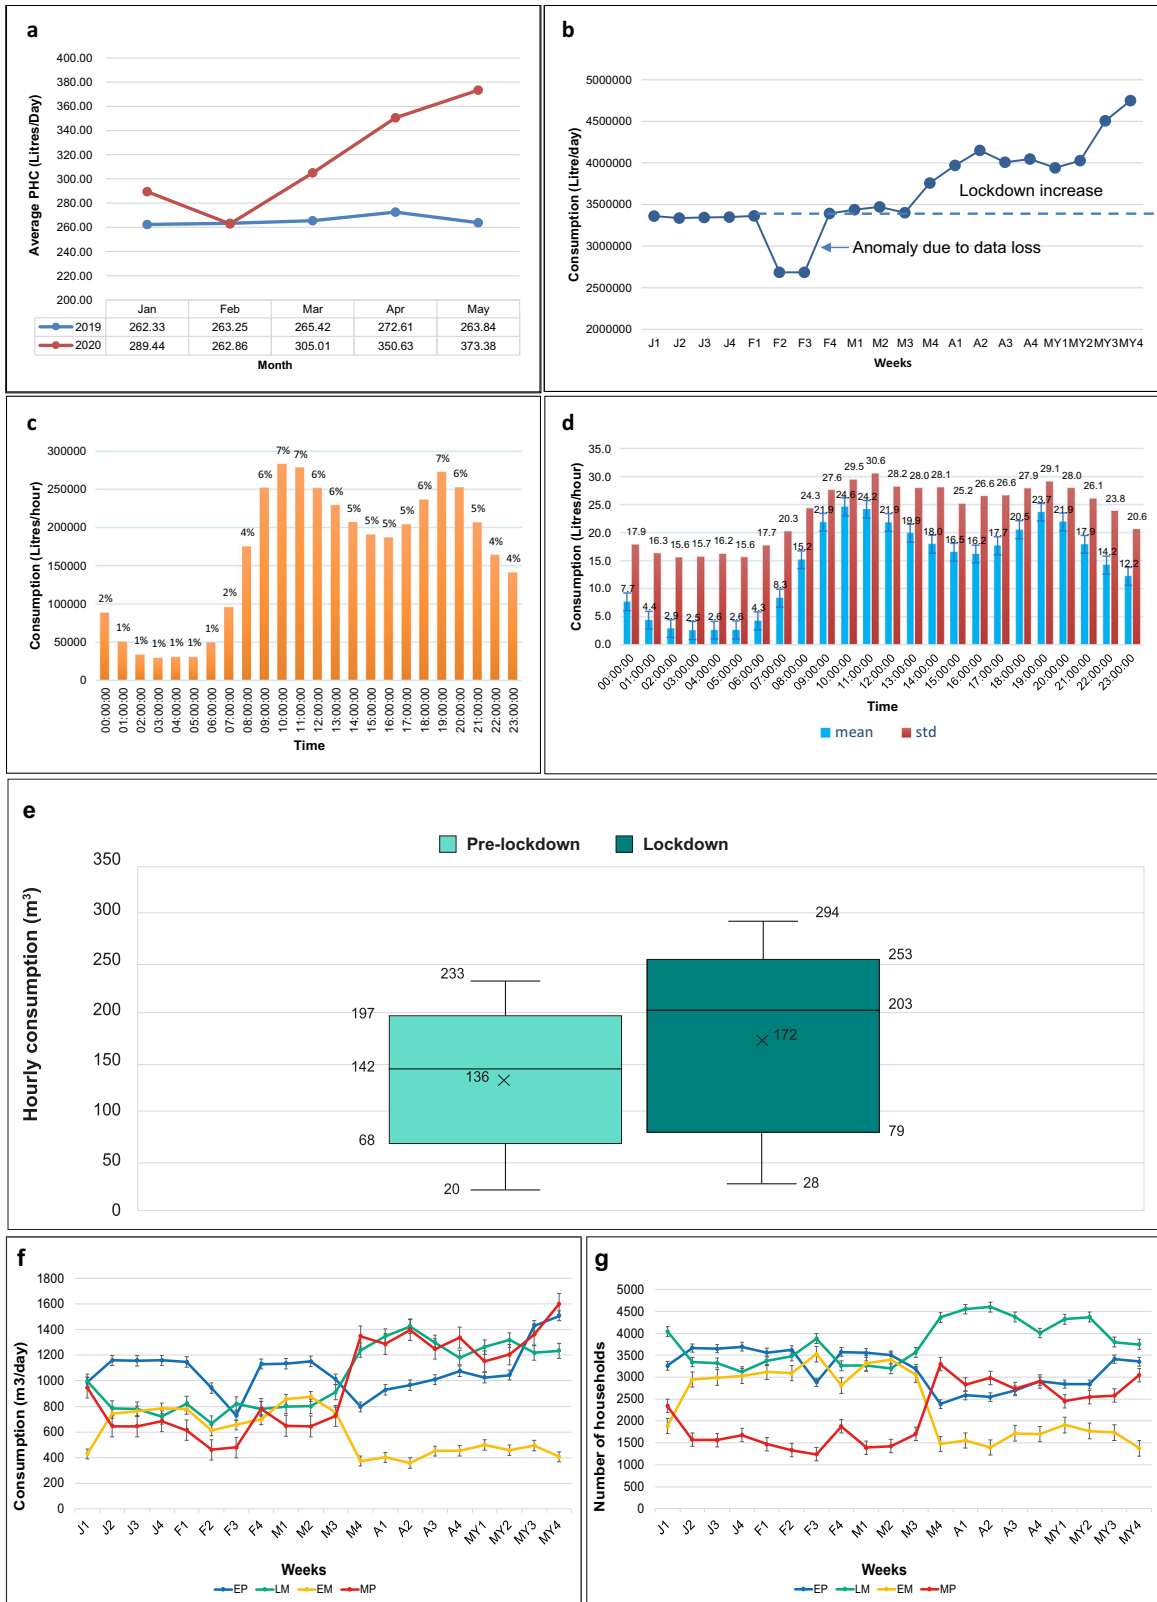 a
400.00
380.00
360.00
340.00
320.00
300.00
280.00
260.00
240.00
220.00
200.00
Average PHC (Litres/Day)
Jan Feb Mar Apr May
2019 262.33 263.25 265.42 272.61 263.84
2020 289.44 262.86 305.01 350.63 373.38
Month
b
5000000
4500000
4000000
3500000
3000000
2500000
2000000
Consumption (Litre/day)
Lockdown increase
Anomaly due to data loss
J1 J2 J3 J4 F1 F2 F3 F4 M1 M2 M3 M4 A1 A2 A3 A4 MY1 MY2 MY3 MY4
Weeks
c
300000
250000
200000
150000
100000
50000
0
Consumption (Litres/hour)
2% 1% 1% 1% 1% 1% 1% 2% 4% 6% 7% 7% 6% 6% 5% 5% 5% 5% 6% 7% 6% 5% 4% 4%
00:00:00 01:00:00 02:00:00 03:00:00 04:00:00 05:00:00 06:00:00 07:00:00 08:00:00 09:00:00 10:00:00 11:00:00 12:00:00 13:00:00 14:00:00 15:00:00 16:00:00 17:00:00 18:00:00 19:00:00 20:00:00 21:00:00 22:00:00 23:00:00
Time
d
35.0
30.0
25.0
20.0
15.0
10.0
5.0
0.0
Consumption (Litres/hour)
17.9 16.3 15.6 15.7 16.2 15.6 17.7 20.3 24.3 27.6 29.5 30.6 28.2 28.0 28.1 25.2 26.6 26.6 27.9 29.1 28.0 26.1 23.8 20.6
7.7 4.4 2.9 2.5 2.6 2.6 4.3 8.3 15.2 21.9 24.6 24.2 21.9 19.9 18.0 16.5 16.2 17.7 20.5 23.7 21.9 17.9 14.2 12.2
00:00:00 01:00:00 02:00:00 03:00:00 04:00:00 05:00:00 06:00:00 07:00:00 08:00:00 09:00:00 10:00:00 11:00:00 12:00:00 13:00:00 14:00:00 15:00:00 16:00:00 17:00:00 18:00:00 19:00:00 20:00:00 21:00:00 22:00:00 23:00:00
Time
mean std
e
Pre-lockdown Lockdown
350
300
250
200
150
100
50
0
Hourly consumption (m³)
233
197
142
136
68
20
294
253
203
172
79
28
f
1800
1600
1400
1200
1000
800
600
400
200
0
Consumption (m3/day)
J1 J2 J3 J4 F1 F2 F3 F4 M1 M2 M3 M4 A1 A2 A3 A4 MY1 MY2 MY3 MY4
Weeks
EP LM EM MP
g
5000
4500
4000
3500
3000
2500
2000
1500
1000
500
0
Number of households
J1 J2 J3 J4 F1 F2 F3 F4 M1 M2 M3 M4 A1 A2 A3 A4 MY1 MY2 MY3 MY4
Weeks
EP LM EM MP